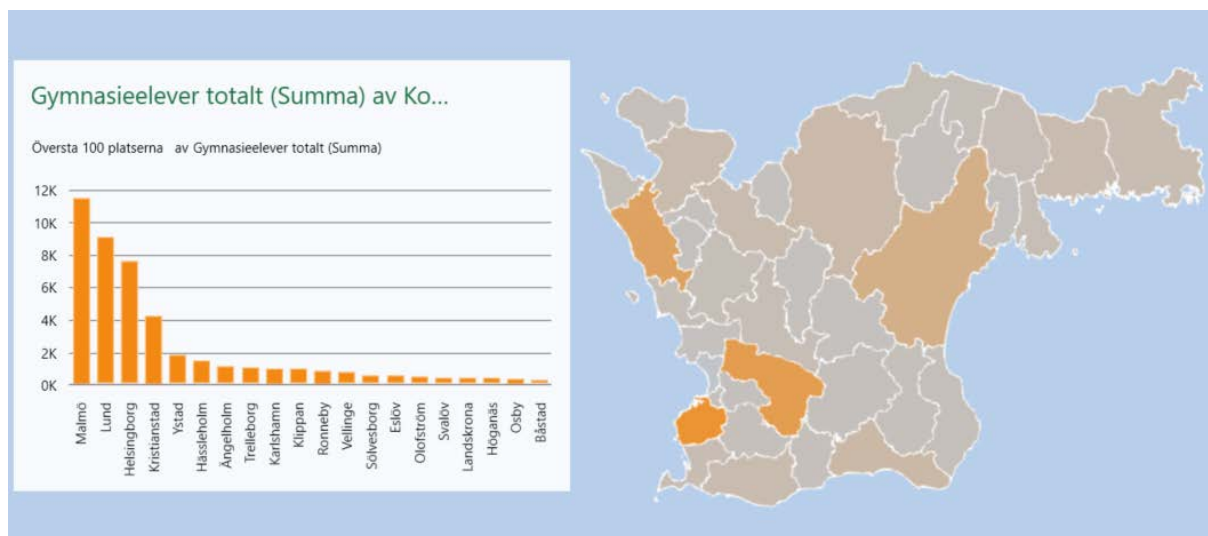 Gymnasieelever totalt (Summa) av Ko...
Översta 100 platserna av Gymnasieelever totalt (Summa)
12K
10K
8K
6K
4K
2K
0K
Malmö
Lund
Helsingborg
Kristianstad
Ystad
Hässleholm
Ängelholm
Trelleborg
Karlshamn
Klippan
Ronneby
Vellinge
Sölvesborg
Eslöv
Olofström
Svalöv
Landskrona
Höganäs
Osby
Båstad